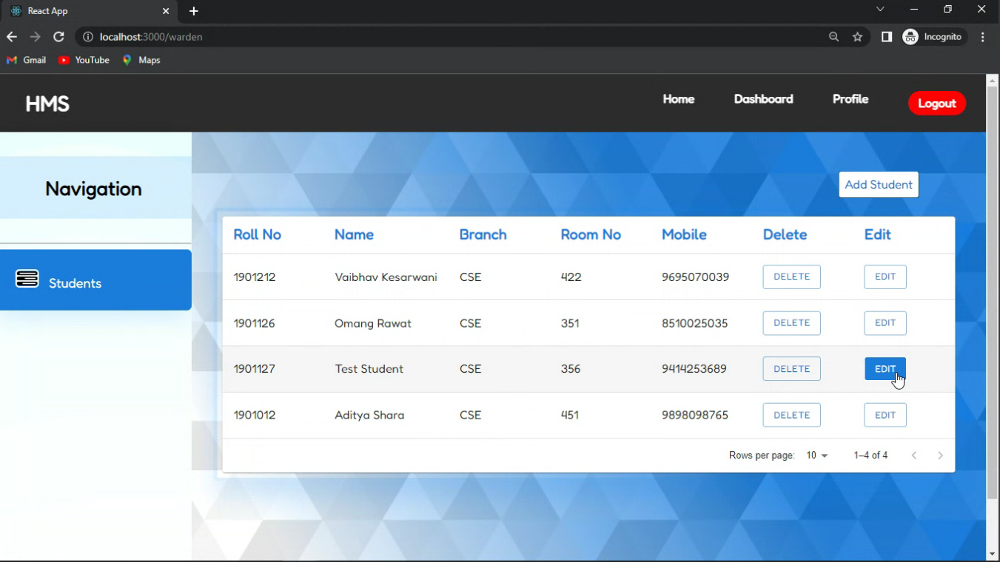 React App
localhost:3000/warden
Incognito
Gmail YouTube Maps
HMS Home Dashboard Profile Logout
Navigation
Students
Add Student
Roll No Name Branch Room No Mobile Delete Edit
1901212 Vaibhav Kesarwani CSE 422 9695070039 DELETE EDIT
1901126 Omang Rawat CSE 351 8510025035 DELETE EDIT
1901127 Test Student CSE 356 9414253689 DELETE EDIT
1901012 Aditya Shara CSE 451 9898098765 DELETE EDIT
Rows per page: 10 1–4 of 4